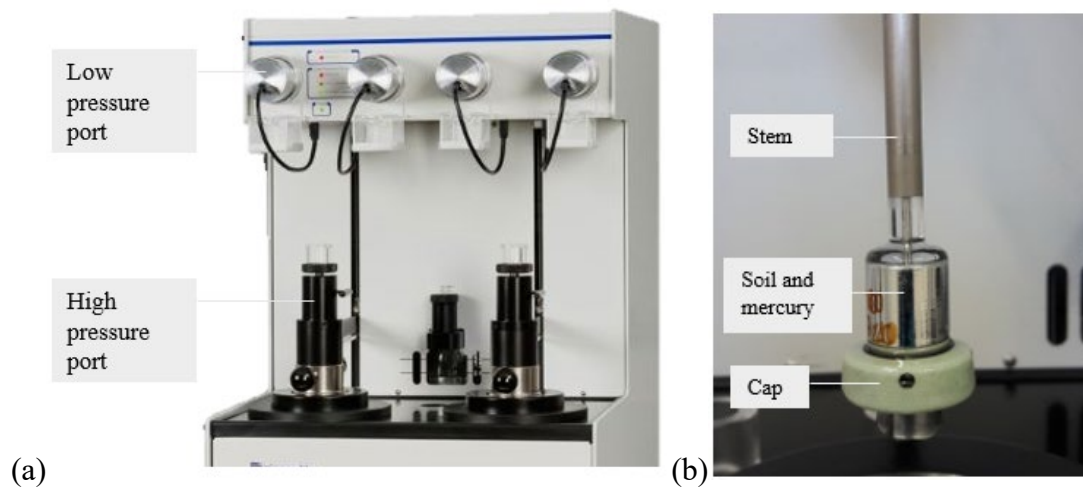 Low
pressure
port
High
pressure
port
(a)
Stem
Soil and
mercury
Cap
(b)